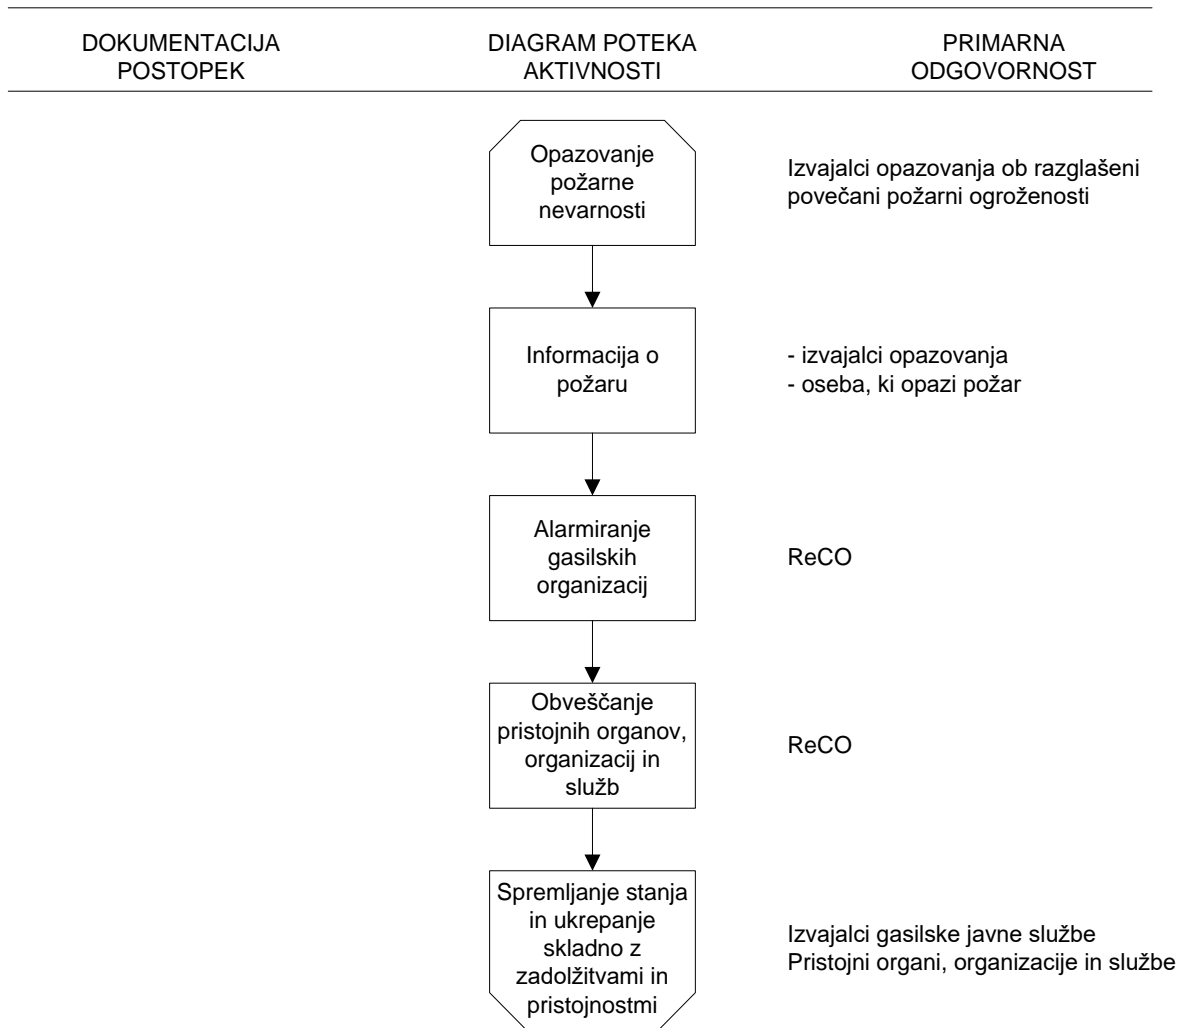 DOKUMENTACIJA
POSTOPEK
DIAGRAM POTEKA
AKTIVNOSTI
PRIMARNA
ODGOVORNOST
Opazovanje
požarne
nevarnosti
Izvajalci opazovanja ob razglašeni
povečani požarni ogroženosti
Informacija o
požaru
- izvajalci opazovanja
- oseba, ki opazi požar
Alarmiranje
gasilskih
organizacij
ReCO
Obveščanje
pristojnih organov,
organizacij in
služb
ReCO
Spremljanje stanja
in ukrepanje
skladno z
zadolžitvami in
pristojnostmi
Izvajalci gasilske javne službe
Pristojni organi, organizacije in službe